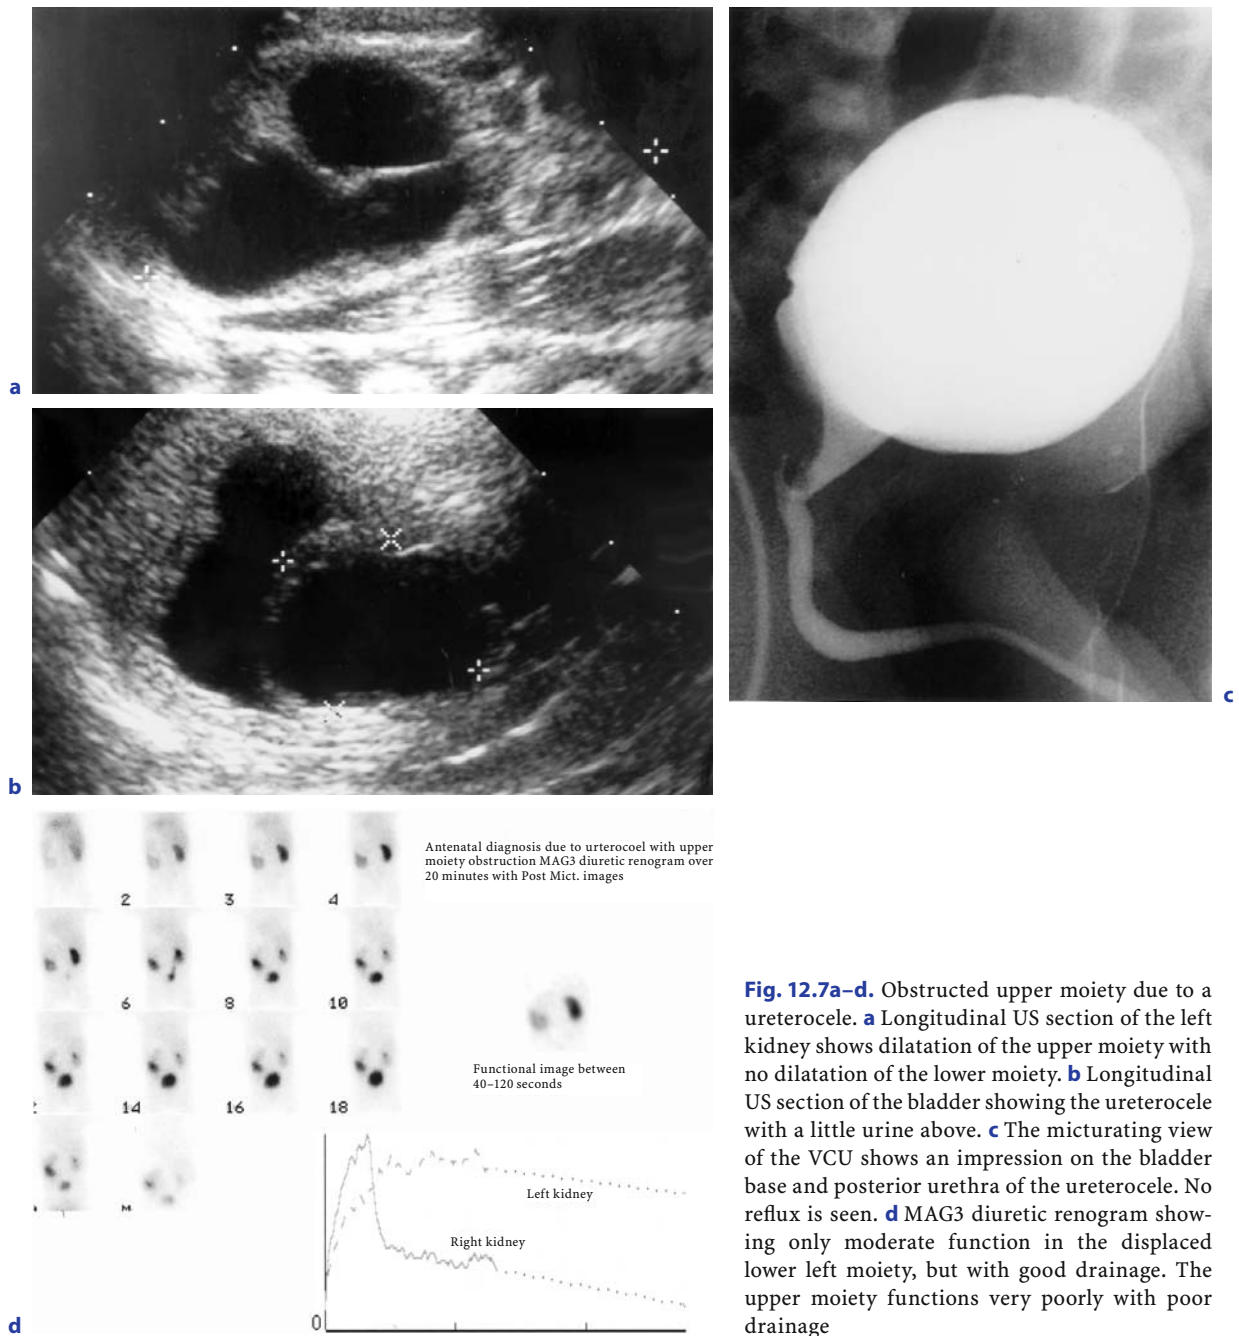 a
b
c
2
3
4
6
8
10
14
16
18
M
Antenatal diagnosis due to urterocoel with upper
moiety obstruction MAG3 diuretic renogram over
20 minutes with Post Mict. images
Functional image between
40–120 seconds
Left kidney
Right kidney
0
d
Fig. 12.7a–d. Obstructed upper moiety due to a
ureterocele. a Longitudinal US section of the left
kidney shows dilatation of the upper moiety with
no dilatation of the lower moiety. b Longitudinal
US section of the bladder showing the ureterocele
with a little urine above. c The micturating view
of the VCU shows an impression on the bladder
base and posterior urethra of the ureterocele. No
reflux is seen. d MAG3 diuretic renogram show-
ing only moderate function in the displaced
lower left moiety, but with good drainage. The
upper moiety functions very poorly with poor
drainage